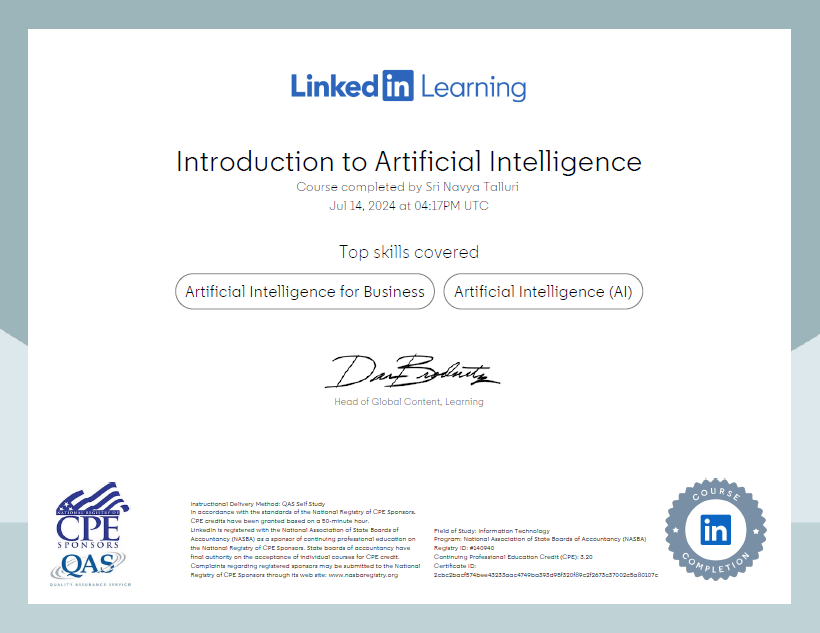 Linked in Learning
Introduction to Artificial Intelligence
Course completed by Sri Navya Talluri
Jul 14, 2024 at 04:17PM UTC
Top skills covered
Artificial Intelligence for Business
Artificial Intelligence (AI)
Head of Global Content, Learning
NATIONAL REGISTRY OF
CPE
SPONSORS
QAS
QUALITY ASSURANCE SERVICE
Instructional Delivery Method: QAS Self Study
In accordance with the standards of the National Registry of CPE Sponsors,
CPE credits have been granted based on a 50-minute hour.
LinkedIn is registered with the National Association of State Boards of
Accountancy (NASBA) as a sponsor of continuing professional education on
the National Registry of CPE Sponsors. State boards of accountancy have
final authority on the acceptance of individual courses for CPE credit.
Complaints regarding registered sponsors may be submitted to the National
Registry of CPE Sponsors through its web site: www.nasbaregistry.org
Field of Study: Information Technology
Program: National Association of State Boards of Accountancy (NASBA)
Registry ID: #140940
Continuing Professional Education Credit (CPE): 3.20
Certificate ID:
COURSE
in
COMPLETION